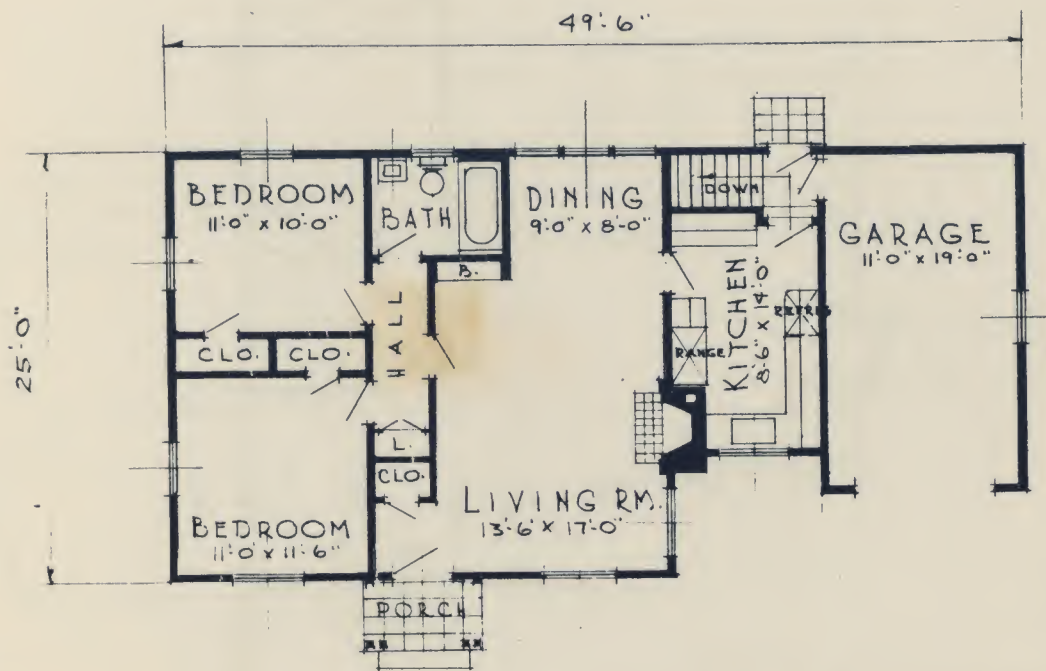 49'-6"
25'-0"
BEDROOM
11'-0" x 10'-0"
BATH
DINING
9'-0" x 8'-0"
DOWN
GARAGE
11'-0" x 19'-0"
B.
HALL
KITCHEN
8'-6" x 14'-0"
REFRIG
RANGE
CLO.
CLO.
L.
CLO.
LIVING RM.
13'-6" x 17'-0"
BEDROOM
11'-0" x 11'-6"
PORCH